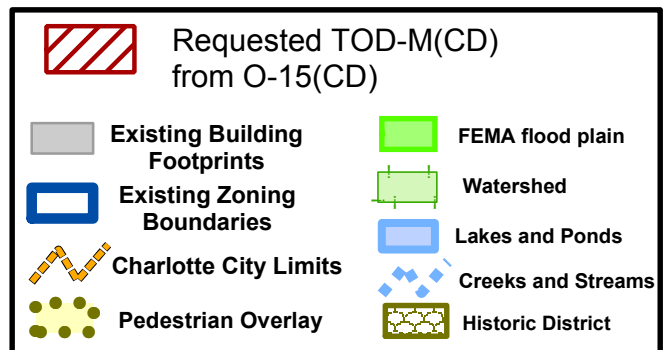 Requested TOD-M(CD)
from O-15(CD)
Existing Building
Footprints
Existing Zoning
Boundaries
Charlotte City Limits
Pedestrian Overlay
FEMA flood plain
Watershed
Lakes and Ponds
Creeks and Streams
Historic District